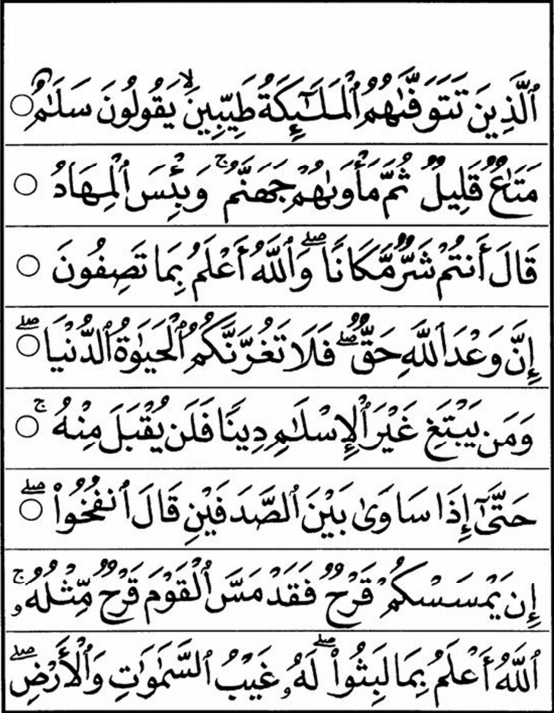 ٱلَّذِينَ تَتَوَفَّىٰهُمُ ٱلْمَلَـٰٓئِكَةُ طَيِّبِينَ ۙ يَقُولُونَ سَلَـٰمٌ ○
مَتَـٰعٌ قَلِيلٌ ثُمَّ مَأْوَىٰهُمْ جَهَنَّمُ ۚ وَبِئْسَ ٱلْمِهَادُ ○
قَالَ أَنتُمْ شَرٌّ مَّكَانًا ۖ وَٱللَّهُ أَعْلَمُ بِمَا تَصِفُونَ ○
إِنَّ وَعْدَ ٱللَّهِ حَقٌّ ۖ فَلَا تَغُرَّنَّكُمُ ٱلْحَيَوٰةُ ٱلدُّنْيَا ۖ ○
وَمَن يَبْتَغِ غَيْرَ ٱلْإِسْلَـٰمِ دِينًا فَلَن يُقْبَلَ مِنْهُ ۚ ○
حَتَّىٰٓ إِذَا سَاوَىٰ بَيْنَ ٱلصَّدَفَيْنِ قَالَ ٱنفُخُوا۟ ۖ ○
إِن يَمْسَسْكُمْ قَرْحٌ فَقَدْ مَسَّ ٱلْقَوْمَ قَرْحٌ مِّثْلُهُۥ ۚ
ٱللَّهُ أَعْلَمُ بِمَا لَبِثُوا۟ ۖ لَهُۥ غَيْبُ ٱلسَّمَـٰوَٰتِ وَٱلْأَرْضِ ۖ